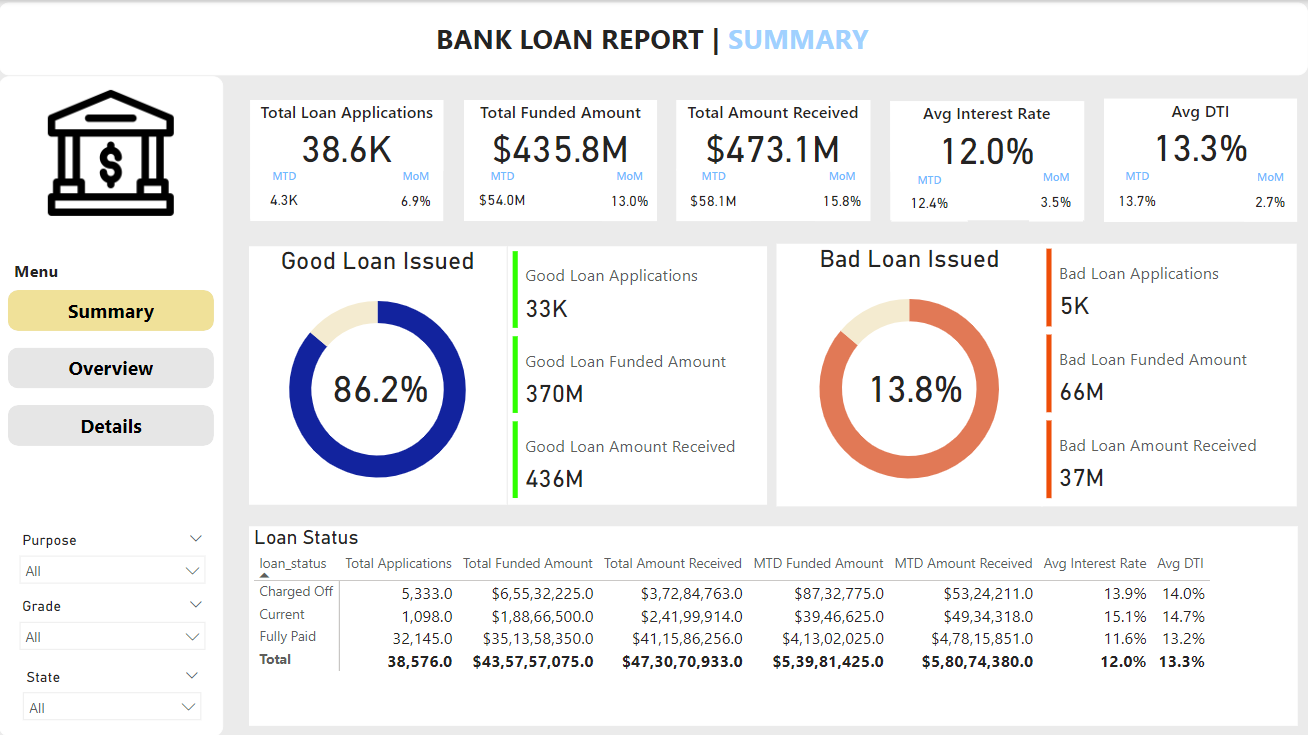 BANK LOAN REPORT | SUMMARY
$
Menu
Summary
Overview
Details
Purpose
All
Grade
All
State
All
Total Loan Applications
38.6K
MTD MoM
4.3K 6.9%
Total Funded Amount
$435.8M
MTD MoM
$54.0M 13.0%
Total Amount Received
$473.1M
MTD MoM
$58.1M 15.8%
Avg Interest Rate
12.0%
MTD MoM
12.4% 3.5%
Avg DTI
13.3%
MTD MoM
13.7% 2.7%
Good Loan Issued
86.2%
Good Loan Applications
33K
Good Loan Funded Amount
370M
Good Loan Amount Received
436M
Bad Loan Issued
13.8%
Bad Loan Applications
5K
Bad Loan Funded Amount
66M
Bad Loan Amount Received
37M
Loan Status
loan_status Total Applications Total Funded Amount Total Amount Received MTD Funded Amount MTD Amount Received Avg Interest Rate Avg DTI
Charged Off 5,333.0 $6,55,32,225.0 $3,72,84,763.0 $87,32,775.0 $53,24,211.0 13.9% 14.0%
Current 1,098.0 $1,88,66,500.0 $2,41,99,914.0 $39,46,625.0 $49,34,318.0 15.1% 14.7%
Fully Paid 32,145.0 $35,13,58,350.0 $41,15,86,256.0 $4,13,02,025.0 $4,78,15,851.0 11.6% 13.2%
Total 38,576.0 $43,57,57,075.0 $47,30,70,933.0 $5,39,81,425.0 $5,80,74,380.0 12.0% 13.3%